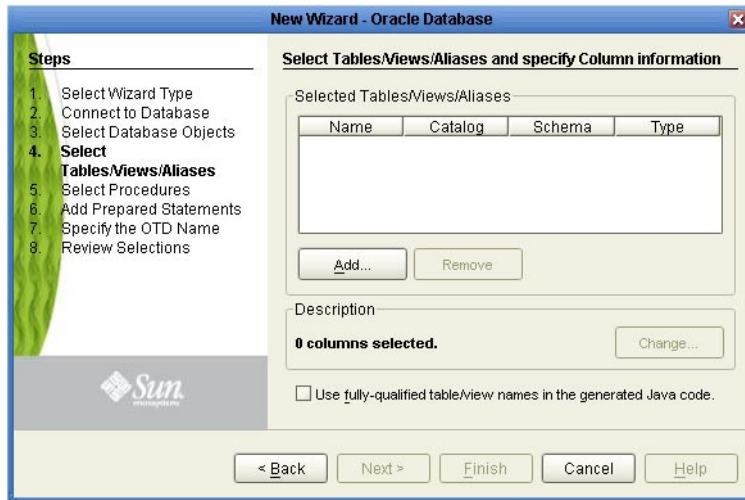 New Wizard - Oracle Database
Steps
1. Select Wizard Type
2. Connect to Database
3. Select Database Objects
4. Select
Tables/Views/Aliases
5. Select Procedures
6. Add Prepared Statements
7. Specify the OTD Name
8. Review Selections
Sun
microsystems
Select Tables/Views/Aliases and specify Column information
Selected Tables/Views/Aliases
Name Catalog Schema Type
Add... Remove
Description
0 columns selected. Change...
Use fully-qualified table/view names in the generated Java code.
< Back Next > Finish Cancel Help